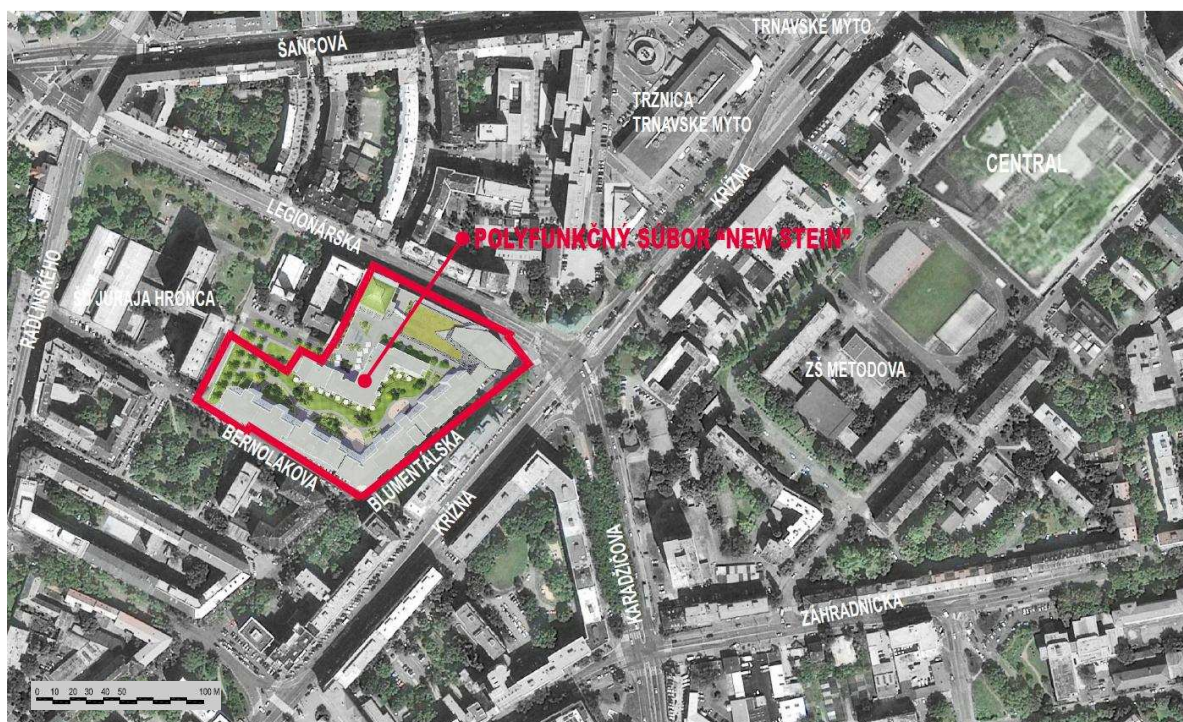 ŠANCOVÁ
TRNAVSKÉ MÝTO
TRŽNICA
TRNAVSKÉ MÝTO
CENTRAL
KRÍŽNA
LEGIONÁRSKA
POLYFUNKČNÝ SÚBOR "NEW STEIN"
RADLINSKÉHO
ŠD JURAJA HRONCA
ZŠ METODOVA
BERNOLÁKOVA
BLUMENTÁLSKA
KRÍŽNA
KARADŽIČOVA
ZÁHRADNÍCKA
0 10 20 30 40 50 100 M